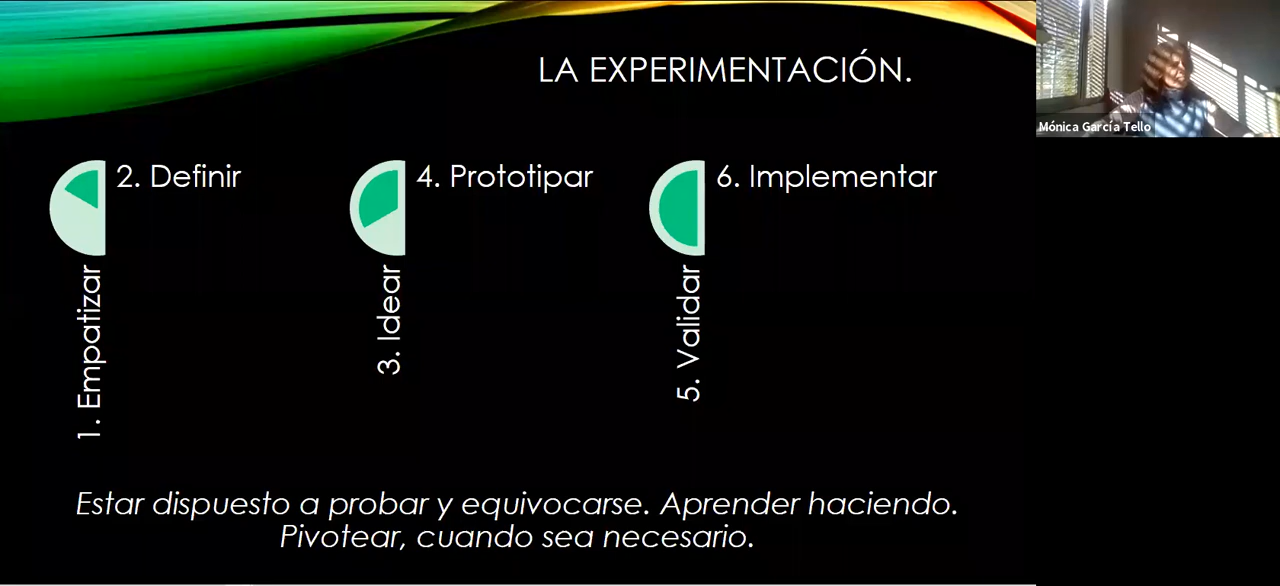 LA EXPERIMENTACIÓN.
Mónica García Tello
2. Definir
1. Empatizar
4. Prototipar
3. Idear
6. Implementar
5. Validar
Estar dispuesto a probar y equivocarse. Aprender haciendo.
Pivotear, cuando sea necesario.